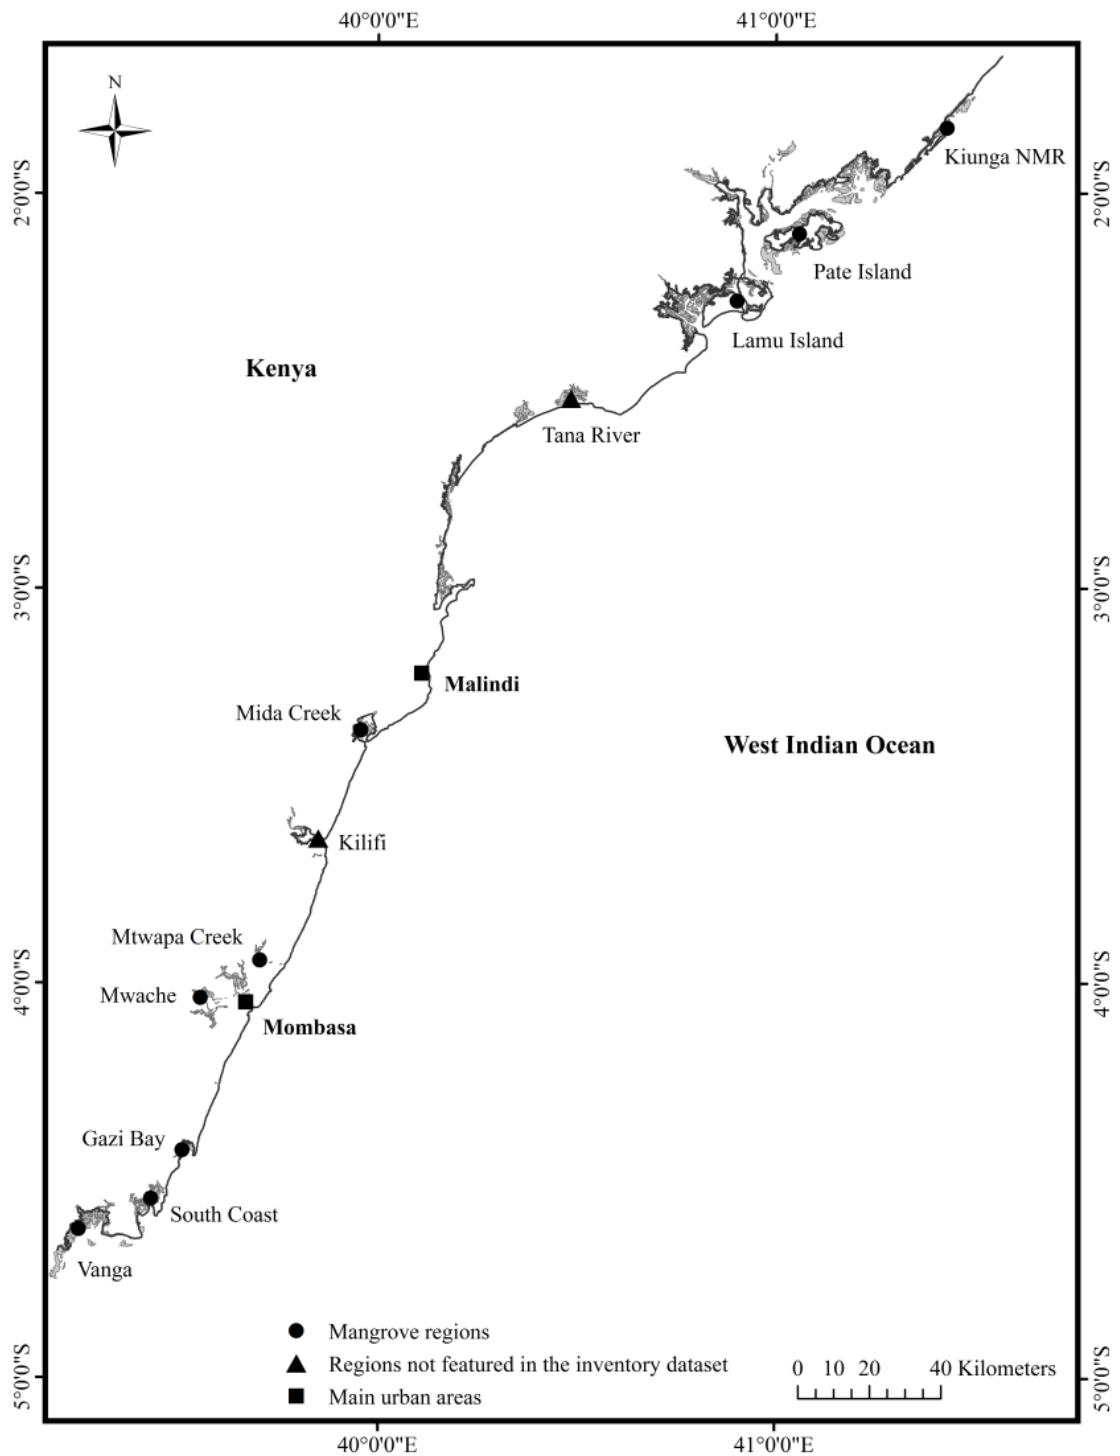 40°0'0"E
41°0'0"E
N
Kiunga NMR
2°0'0"S
2°0'0"S
Pate Island
Lamu Island
Kenya
Tana River
3°0'0"S
3°0'0"S
Malindi
Mida Creek
West Indian Ocean
Kilifi
Mtwapa Creek
4°0'0"S
4°0'0"S
Mwache
Mombasa
Gazi Bay
South Coast
Vanga
Mangrove regions
Regions not featured in the inventory dataset
Main urban areas
0 10 20 40 Kilometers
5°0'0"S
5°0'0"S
40°0'0"E
41°0'0"E